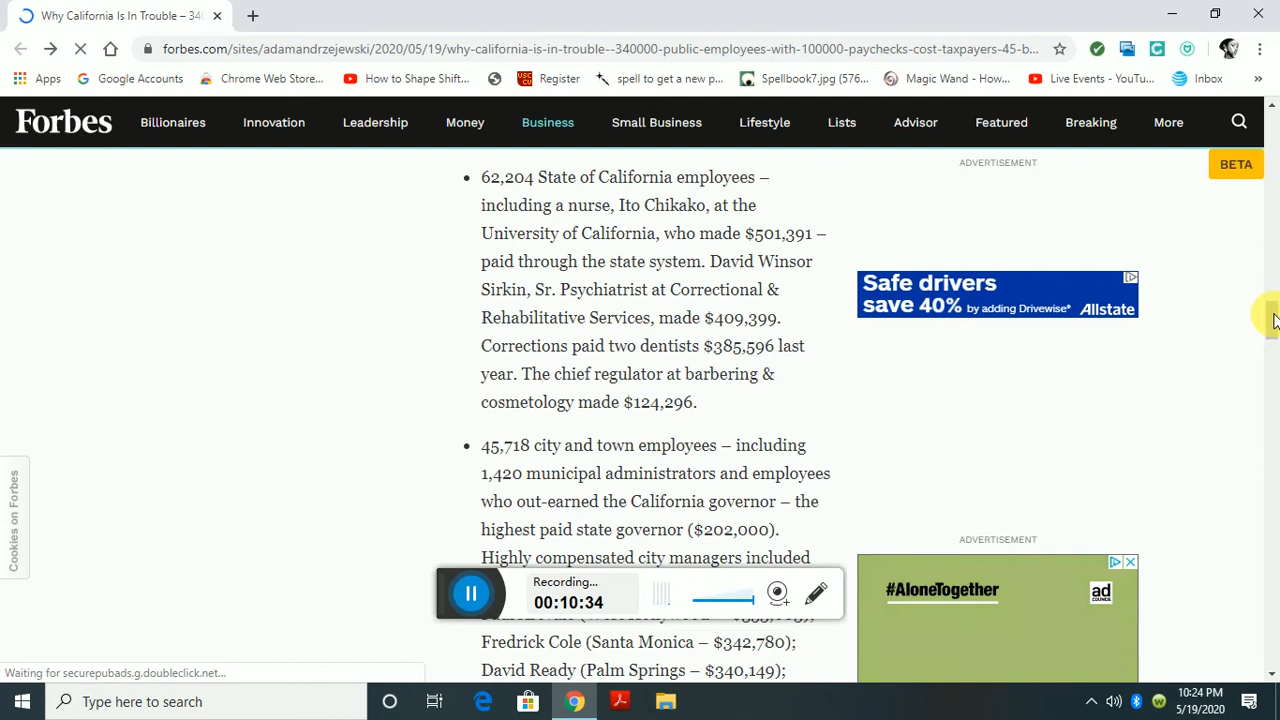 Why California Is In Trouble – 340
forbes.com/sites/adamandrzejewski/2020/05/19/why-california-is-in-trouble--340000-public-employees-with-100000-paychecks-cost-taxpayers-45-b...
Apps
Google Accounts
Chrome Web Store...
How to Shape Shift...
Register
spell to get a new p...
Spellbook7.jpg (576...
Magic Wand - How...
Live Events - YouTu...
Inbox
»
Forbes
Billionaires
Innovation
Leadership
Money
Business
Small Business
Lifestyle
Lists
Advisor
Featured
Breaking
More
ADVERTISEMENT
BETA
• 62,204 State of California employees –
including a nurse, Ito Chikako, at the
University of California, who made $501,391 –
paid through the state system. David Winsor
Sirkin, Sr. Psychiatrist at Correctional &
Rehabilitative Services, made $409,399.
Corrections paid two dentists $385,596 last
year. The chief regulator at barbering &
cosmetology made $124,296.
Safe drivers
save 40% by adding Drivewise® Allstate
• 45,718 city and town employees – including
1,420 municipal administrators and employees
who out-earned the California governor – the
highest paid state governor ($202,000).
Highly compensated city managers included
Fredrick Cole (Santa Monica – $342,780);
David Ready (Palm Springs – $340,149);
ADVERTISEMENT
#AloneTogether
ad
COUNCIL
Cookies on Forbes
Recording...
00:10:34
Waiting for securepubads.g.doubleclick.net...
Type here to search
10:24 PM
5/19/2020